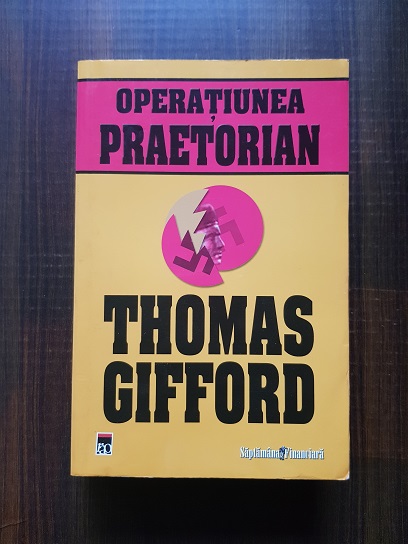 OPERAȚIUNEA
PRAETORIAN
THOMAS
GIFFORD
rao
Săptămâna Financiară